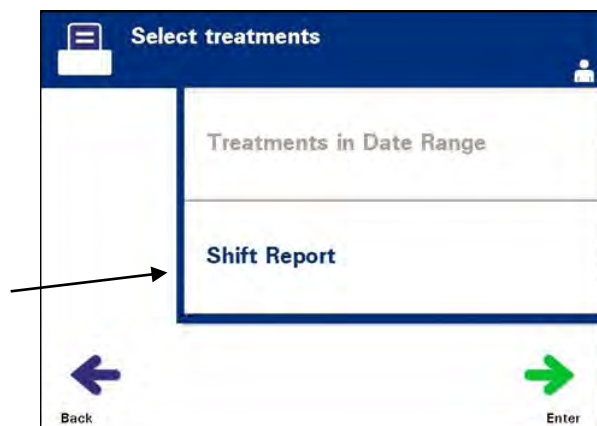 Select treatments
Treatments in Date Range
Shift Report
Back
Enter